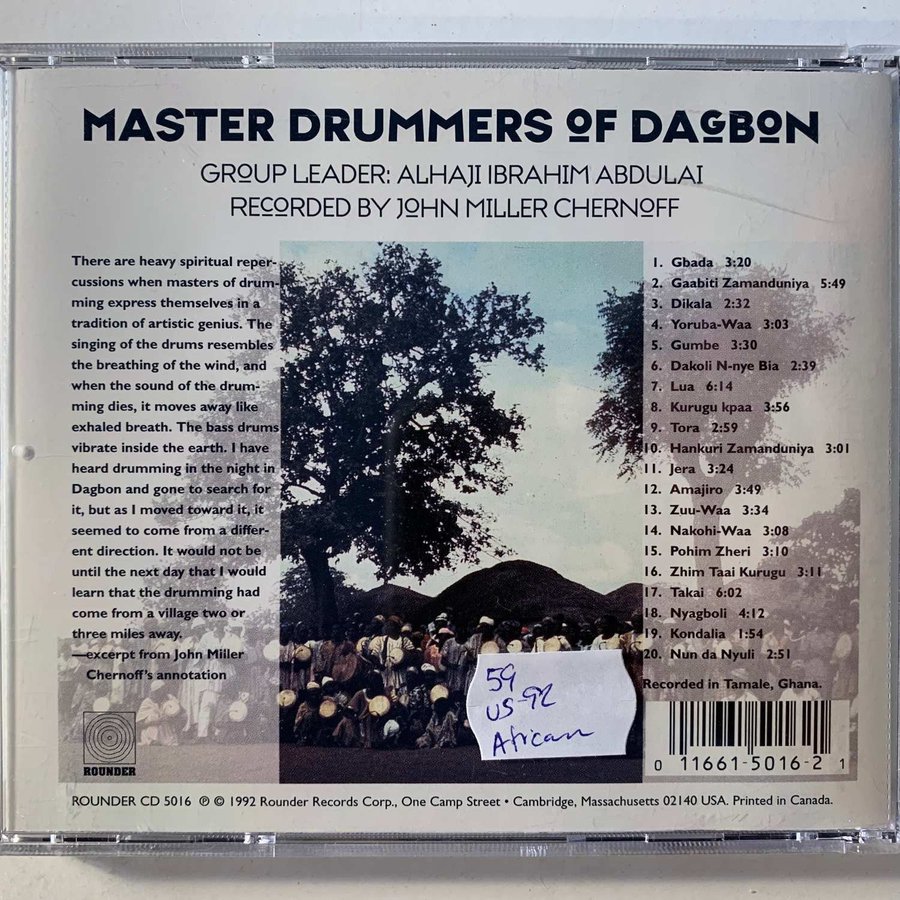 MASTER DRUMMERS OF DAGBON
GROUP LEADER: ALHAJI IBRAHIM ABDULAI
RECORDED BY JOHN MILLER CHERNOFF
There are heavy spiritual reper-
cussions when masters of drum-
ming express themselves in a
tradition of artistic genius. The
singing of the drums resembles
the breathing of the wind, and
when the sound of the drum-
ming dies, it moves away like
exhaled breath. The bass drums
vibrate inside the earth. I have
heard drumming in the night in
Dagbon and gone to search for
it, but as I moved toward it, it
seemed to come from a differ-
ent direction. It would not be
until the next day that I would
learn that the drumming had
come from a village two or
three miles away.
—excerpt from John Miller
Chernoff's annotation
1. Gbada 3:20
2. Gaabiti Zamanduniya 5:49
3. Dikala 2:32
4. Yoruba-Waa 3:03
5. Gumbe 3:30
6. Dakoli N-nye Bia 2:39
7. Lua 6:14
8. Kurugu kpaa 3:56
9. Tora 2:59
10. Hankuri Zamanduniya 3:01
11. Jera 3:24
12. Amajiro 3:49
13. Zuu-Waa 3:34
14. Nakohi-Waa 3:08
15. Pohim Zheri 3:10
16. Zhim Taai Kurugu 3:11
17. Takai 6:02
18. Nyagboli 4:12
19. Kondalia 1:54
20. Nun da Nyuli 2:51
Recorded in Tamale, Ghana.
59
US-92
African
ROUNDER
0 11661-5016-2 1
ROUNDER CD 5016 ℗ © 1992 Rounder Records Corp., One Camp Street • Cambridge, Massachusetts 02140 USA. Printed in Canada.